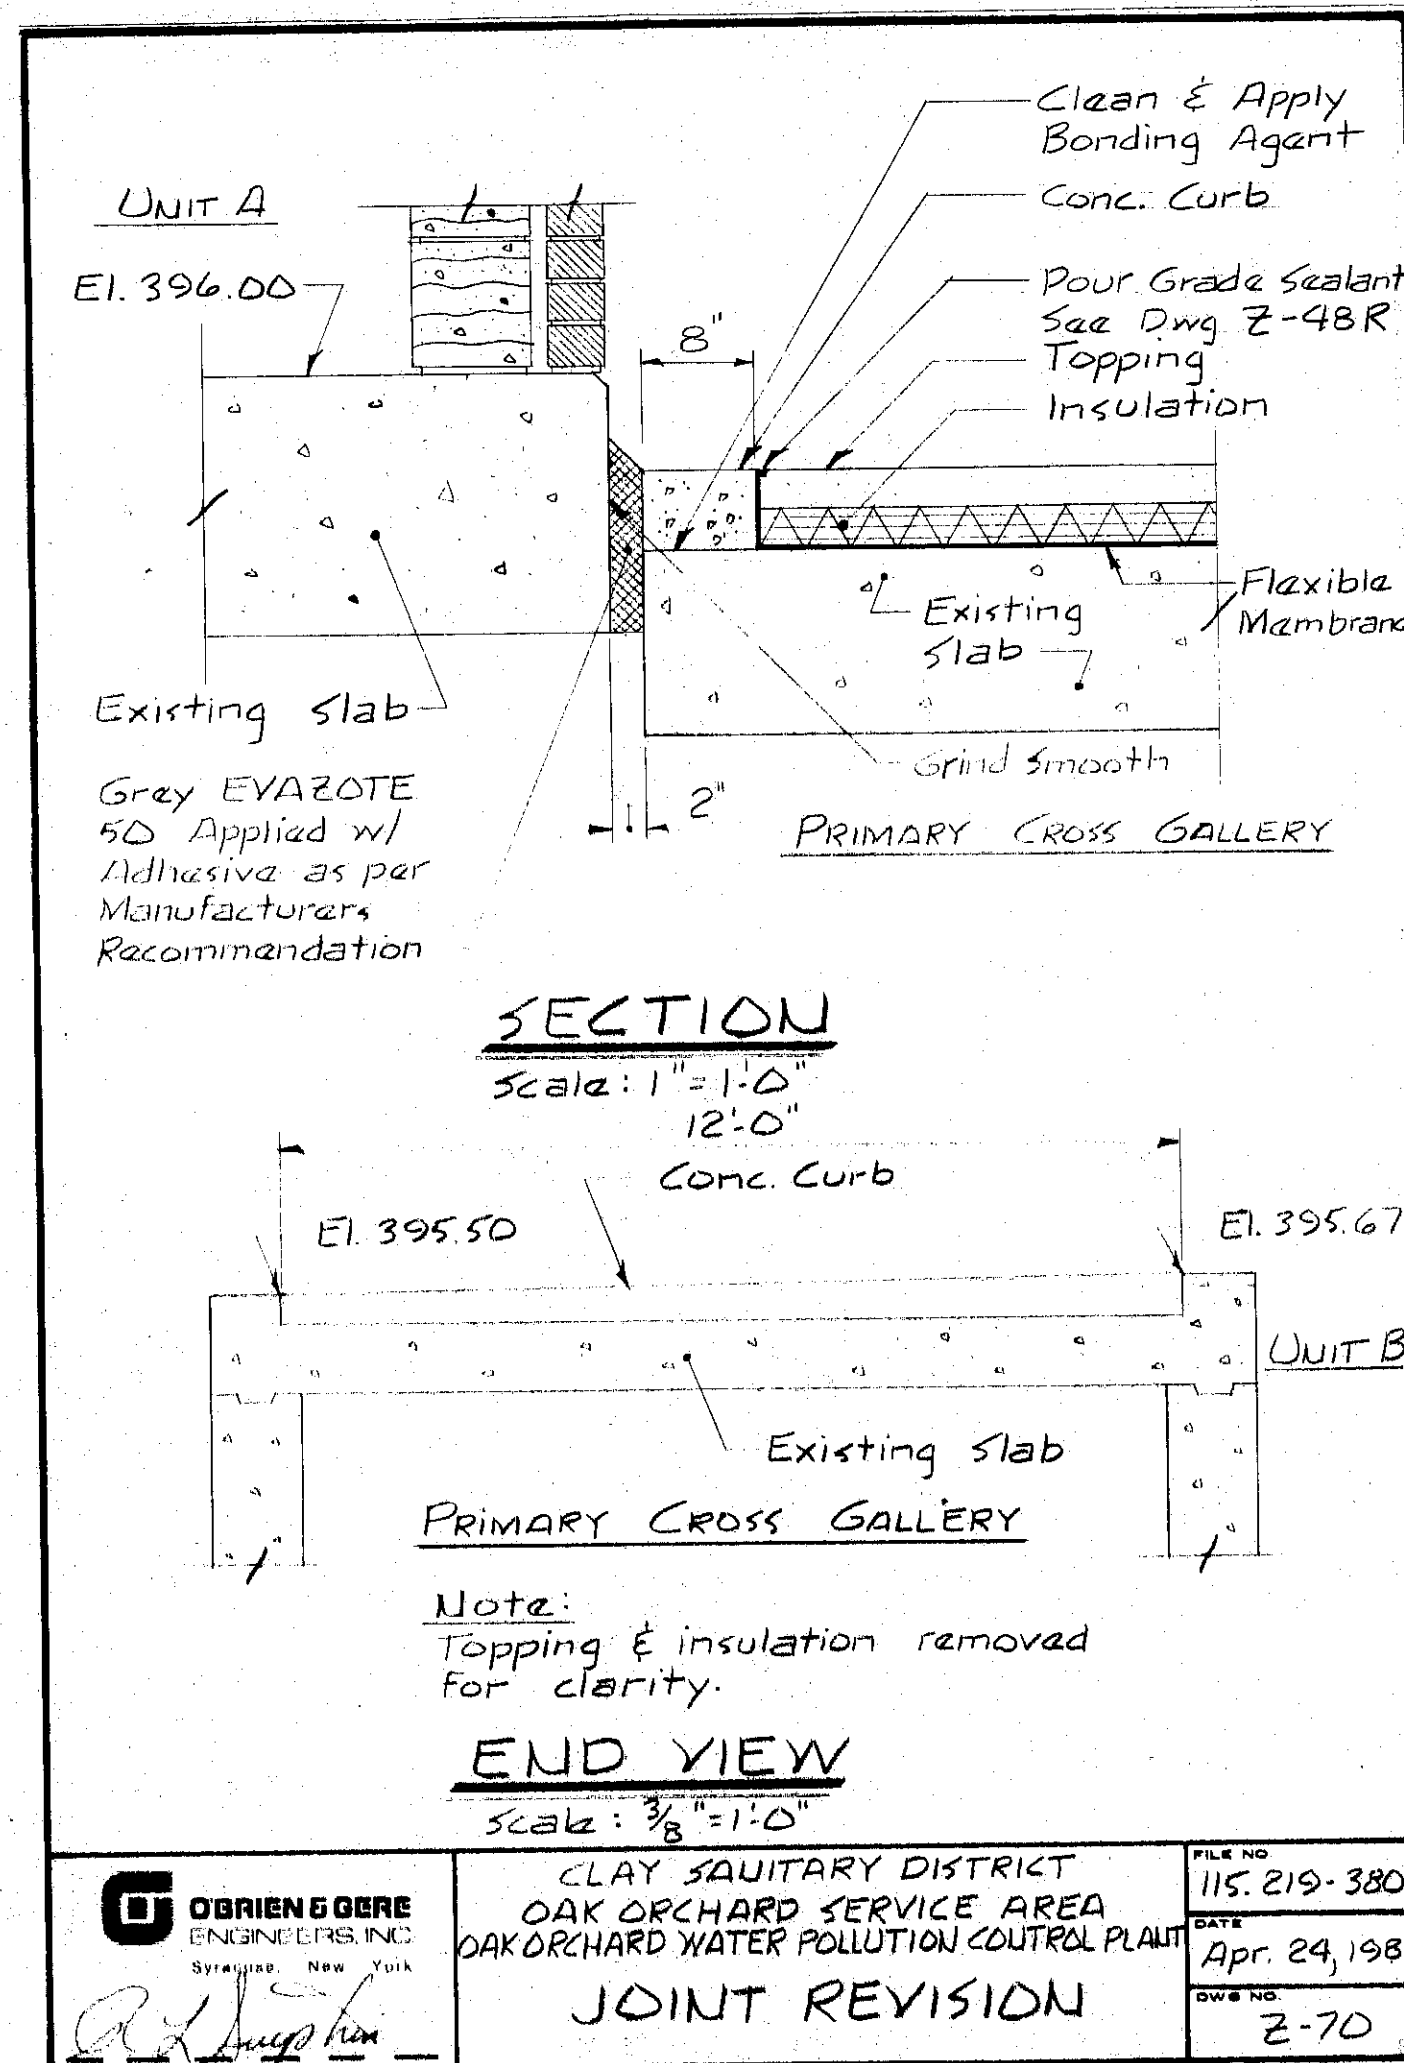 Clean & Apply
Bonding Agent
UNIT A
Conc. Curb
El. 396.00
Pour Grade Sealant
See Dwg Z-48R
8"
Topping
Insulation
Flexible
Existing
Slab
Existing Slab
Grind Smooth
Grey EVAZOTE
50 Applied w/
Adhesive as per
Manufacturers
Recommendation
2"
PRIMARY CROSS GALLERY
SECTION
Scale: 1"=1'-0"
12'-0"
Conc. Curb
El. 395.50
El. 395.67
UNIT B
Existing Slab
PRIMARY CROSS GALLERY
Note:
Topping & insulation removed
for clarity.
END VIEW
Scale: 3/8"=1'-0"
O'BRIEN & GERE
ENGINEERS, INC.
Syracuse, New York
CLAY SANITARY DISTRICT
OAK ORCHARD SERVICE AREA
OAK ORCHARD WATER POLLUTION CONTROL PLANT
JOINT REVISION
FILE NO.
115.219-380
DATE
Apr. 24, 198
DWG NO.
Z-70